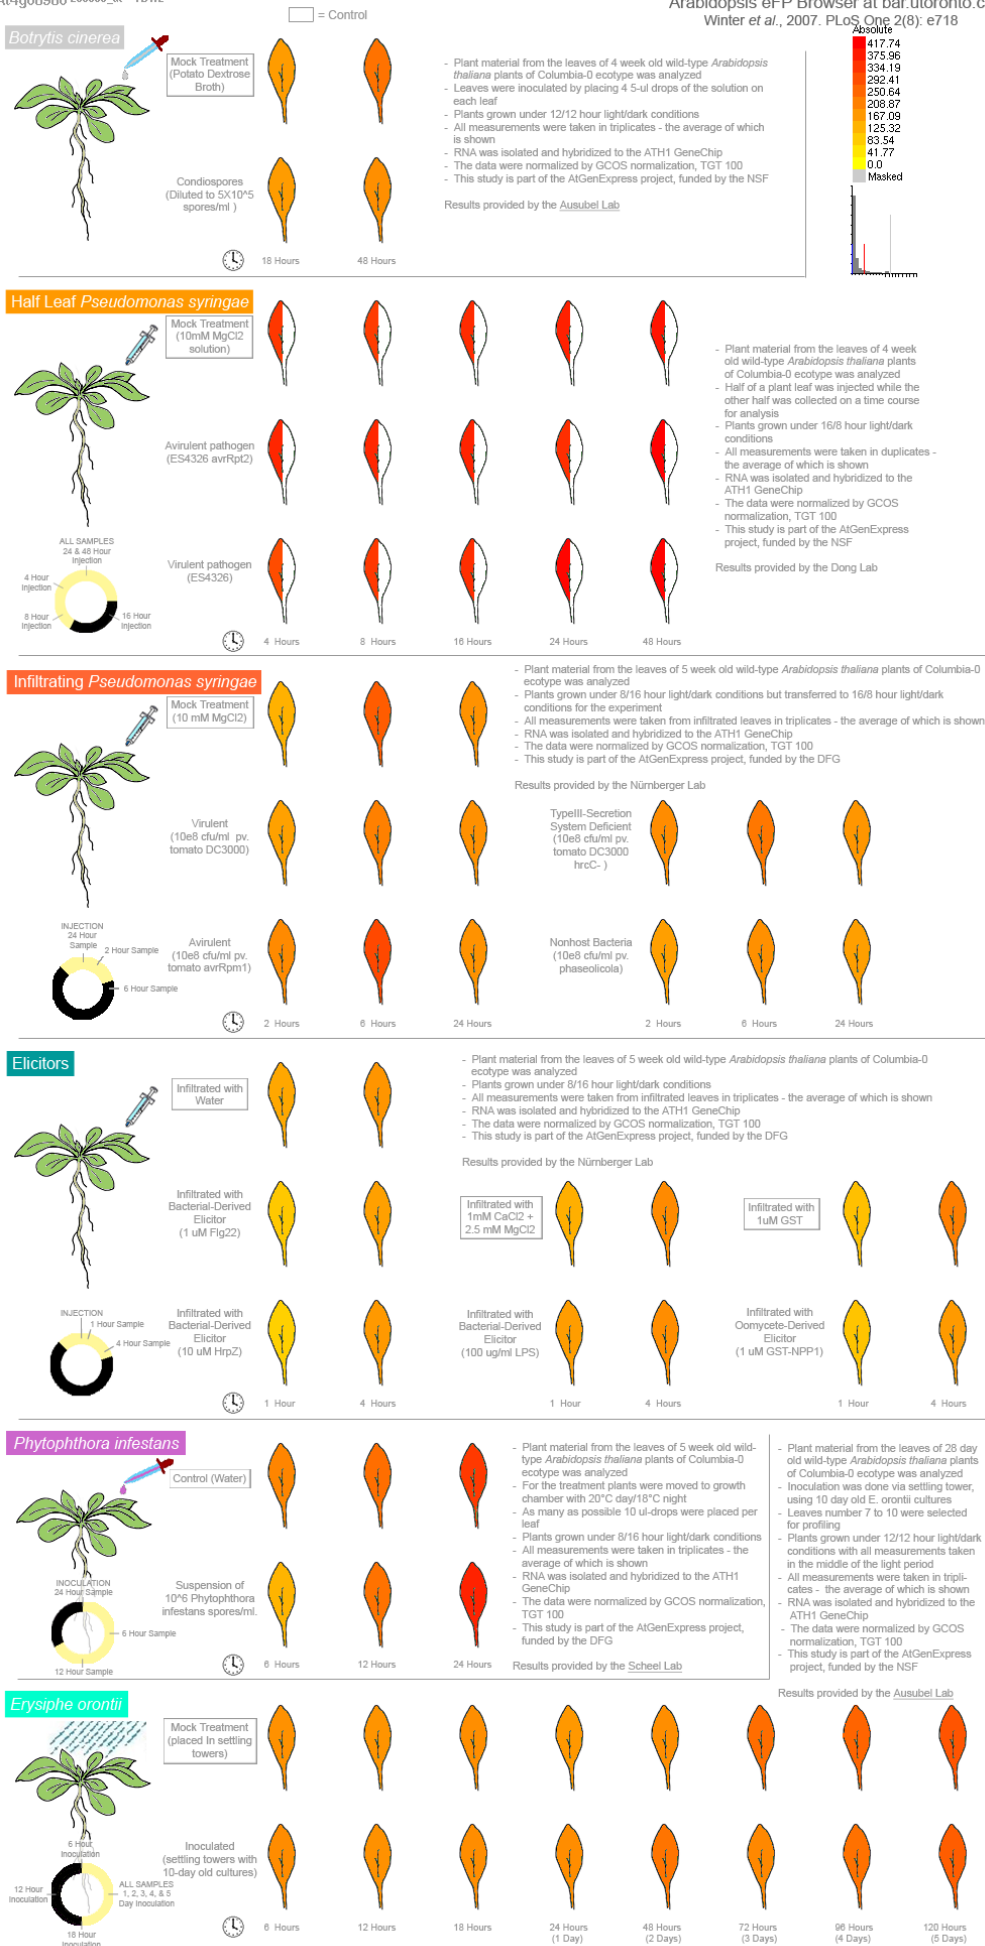 Arabidopsis eFP Browser at bar.utoronto.c
Winter et al., 2007. PLoS One 2(8): e718
= Control
Absolute
417.74
375.96
334.19
292.41
250.64
208.87
167.09
125.32
83.54
41.77
0.0
Masked
Botrytis cinerea
Mock Treatment
(Potato Dextrose
Broth)
Condiospores
(Diluted to 5X10^5
spores/ml )
18 Hours
48 Hours
- Plant material from the leaves of 4 week old wild-type Arabidopsis
thaliana plants of Columbia-0 ecotype was analyzed
- Leaves were inoculated by placing 4 5-ul drops of the solution on
each leaf
- Plants grown under 12/12 hour light/dark conditions
- All measurements were taken in triplicates - the average of which
is shown
- RNA was isolated and hybridized to the ATH1 GeneChip
- The data were normalized by GCOS normalization, TGT 100
- This study is part of the AtGenExpress project, funded by the NSF
Results provided by the Ausubel Lab
Half Leaf Pseudomonas syringae
Mock Treatment
(10mM MgCl2
solution)
Avirulent pathogen
(ES4326 avrRpt2)
Virulent pathogen
(ES4326)
ALL SAMPLES
24 & 48 Hour
Injection
4 Hour
Injection
8 Hour
Injection
16 Hour
Injection
4 Hours
8 Hours
16 Hours
24 Hours
48 Hours
- Plant material from the leaves of 4 week
old wild-type Arabidopsis thaliana plants
of Columbia-0 ecotype was analyzed
- Half of a plant leaf was injected while the
other half was collected on a time course
for analysis
- Plants grown under 16/8 hour light/dark
conditions
- All measurements were taken in duplicates -
the average of which is shown
- RNA was isolated and hybridized to the
ATH1 GeneChip
- The data were normalized by GCOS
normalization, TGT 100
- This study is part of the AtGenExpress
project, funded by the NSF
Results provided by the Dong Lab
Infiltrating Pseudomonas syringae
Mock Treatment
(10 mM MgCl2)
Virulent
(10e8 cfu/ml pv.
tomato DC3000)
Avirulent
(10e8 cfu/ml pv.
tomato avrRpm1)
INJECTION
24 Hour
Sample
2 Hour Sample
6 Hour Sample
2 Hours
6 Hours
24 Hours
- Plant material from the leaves of 5 week old wild-type Arabidopsis thaliana plants of Columbia-0
ecotype was analyzed
- Plants grown under 8/16 hour light/dark conditions but transferred to 16/8 hour light/dark
conditions for the experiment
- All measurements were taken from infiltrated leaves in triplicates - the average of which is shown
- RNA was isolated and hybridized to the ATH1 GeneChip
- The data were normalized by GCOS normalization, TGT 100
- This study is part of the AtGenExpress project, funded by the DFG
Results provided by the Nürnberger Lab
TypeIII-Secretion
System Deficient
(10e8 cfu/ml pv.
tomato DC3000
hrcC- )
Nonhost Bacteria
(10e8 cfu/ml pv.
phaseolicola)
2 Hours
6 Hours
24 Hours
Elicitors
Infiltrated with
Water
Infiltrated with
Bacterial-Derived
Elicitor
(1 uM Flg22)
Infiltrated with
Bacterial-Derived
Elicitor
(10 uM HrpZ)
INJECTION
1 Hour Sample
4 Hour Sample
1 Hour
4 Hours
- Plant material from the leaves of 5 week old wild-type Arabidopsis thaliana plants of Columbia-0
ecotype was analyzed
- Plants grown under 8/16 hour light/dark conditions
- All measurements were taken from infiltrated leaves in triplicates - the average of which is shown
- RNA was isolated and hybridized to the ATH1 GeneChip
- The data were normalized by GCOS normalization, TGT 100
- This study is part of the AtGenExpress project, funded by the DFG
Results provided by the Nürnberger Lab
Infiltrated with
1mM CaCl2 +
2.5 mM MgCl2
Infiltrated with
1uM GST
Infiltrated with
Bacterial-Derived
Elicitor
(100 ug/ml LPS)
Infiltrated with
Oomycete-Derived
Elicitor
(1 uM GST-NPP1)
1 Hour
4 Hours
1 Hour
4 Hours
Phytophthora infestans
Control (Water)
Suspension of
10^6 Phytophthora
infestans spores/ml.
INOCULATION
24 Hour Sample
6 Hour Sample
12 Hour Sample
6 Hours
12 Hours
24 Hours
- Plant material from the leaves of 5 week old wild-
type Arabidopsis thaliana plants of Columbia-0
ecotype was analyzed
- For the treatment plants were moved to growth
chamber with 20°C day/18°C night
- As many as possible 10 ul-drops were placed per
leaf
- Plants grown under 8/16 hour light/dark conditions
- All measurements were taken in triplicates - the
average of which is shown
- RNA was isolated and hybridized to the ATH1
GeneChip
- The data were normalized by GCOS normalization,
TGT 100
- This study is part of the AtGenExpress project,
funded by the DFG
Results provided by the Scheel Lab
- Plant material from the leaves of 28 day
old wild-type Arabidopsis thaliana plants
of Columbia-0 ecotype was analyzed
- Inoculation was done via settling tower,
using 10 day old E. orontii cultures
- Leaves number 7 to 10 were selected
for profiling
- Plants grown under 12/12 hour light/dark
conditions with all measurements taken
in the middle of the light period
- All measurements were taken in tripli-
cates - the average of which is shown
- RNA was isolated and hybridized to the
ATH1 GeneChip
- The data were normalized by GCOS
normalization, TGT 100
- This study is part of the AtGenExpress
project, funded by the NSF
Results provided by the Ausubel Lab
Erysiphe orontii
Mock Treatment
(placed In settling
towers)
Inoculated
(settling towers with
10-day old cultures)
6 Hour
Inoculation
12 Hour
Inoculation
ALL SAMPLES
1, 2, 3, 4, & 5
Day Inoculation
18 Hour
Inoculation
6 Hours
12 Hours
18 Hours
24 Hours
(1 Day)
48 Hours
(2 Days)
72 Hours
(3 Days)
96 Hours
(4 Days)
120 Hours
(5 Days)